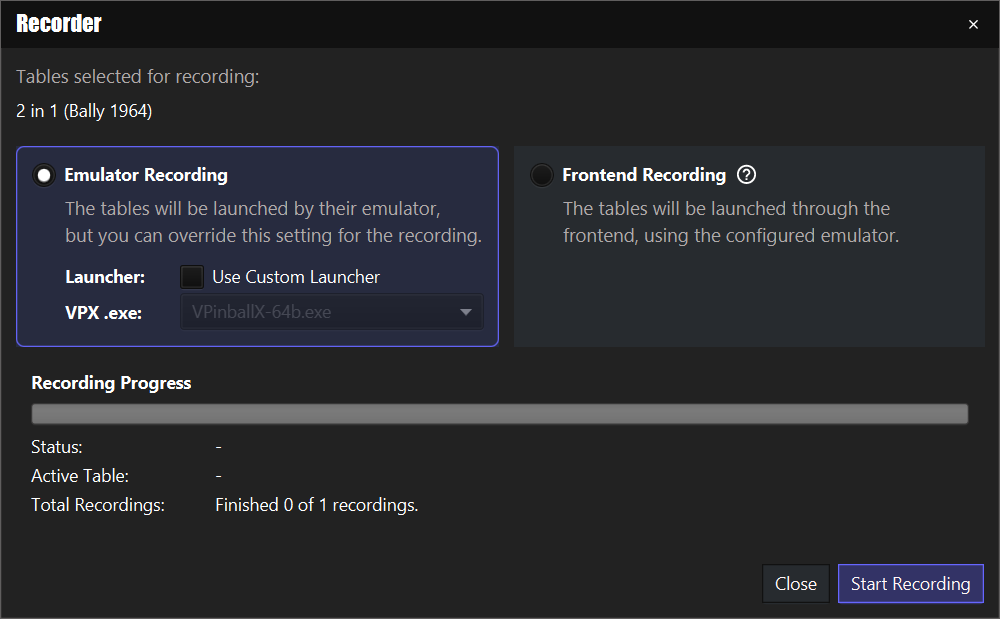 Recorder
Tables selected for recording:
2 in 1 (Bally 1964)
Emulator Recording
The tables will be launched by their emulator,
but you can override this setting for the recording.
Launcher: Use Custom Launcher
VPX .exe: VPinballX-64b.exe
Frontend Recording ?
The tables will be launched through the
frontend, using the configured emulator.
Recording Progress
Status: -
Active Table: -
Total Recordings: Finished 0 of 1 recordings.
Close Start Recording